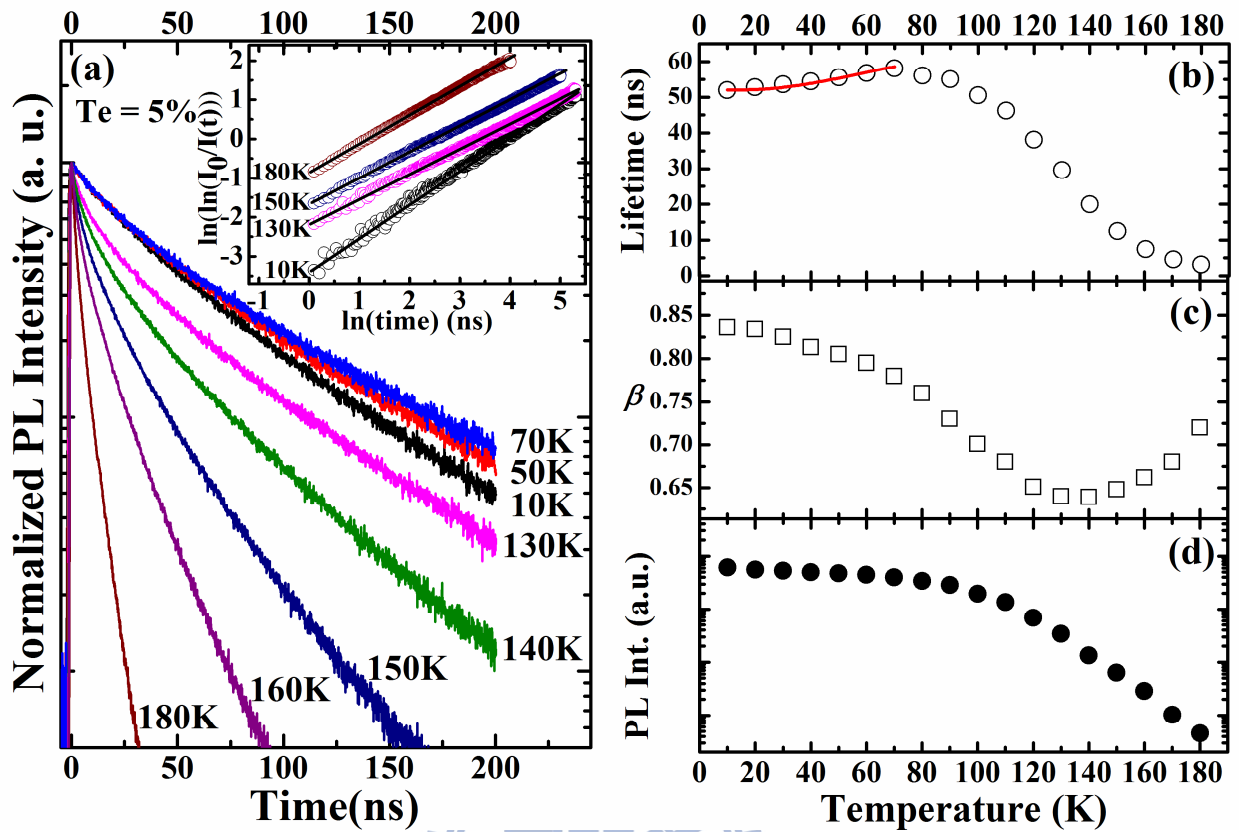 0 50 100 150 200
(a)
Te = 5%
2
1
0
-1
-2
-3
ln(ln(I0/I(t)))
180K
150K
130K
10K
-1 0 1 2 3 4 5
ln(time) (ns)
Normalized PL Intensity (a. u.)
70K
50K
10K
130K
140K
150K
160K
180K
0 50 100 150 200
Time(ns)
0 20 40 60 80 100 120 140 160 180
(b)
60
50
40
30
20
10
0
Lifetime (ns)
(c)
0.85
0.80
0.75
0.70
0.65
β
(d)
PL Int. (a.u.)
0 20 40 60 80 100 120 140 160 180
Temperature (K)